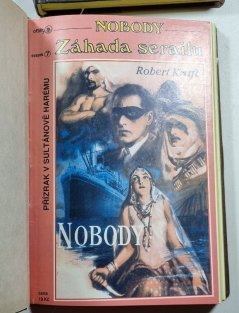 NOBODY
Záhada serailu
Robert Kraft
PŘÍZRAK V SULTÁNOVĚ HARÉMU
NOBODY